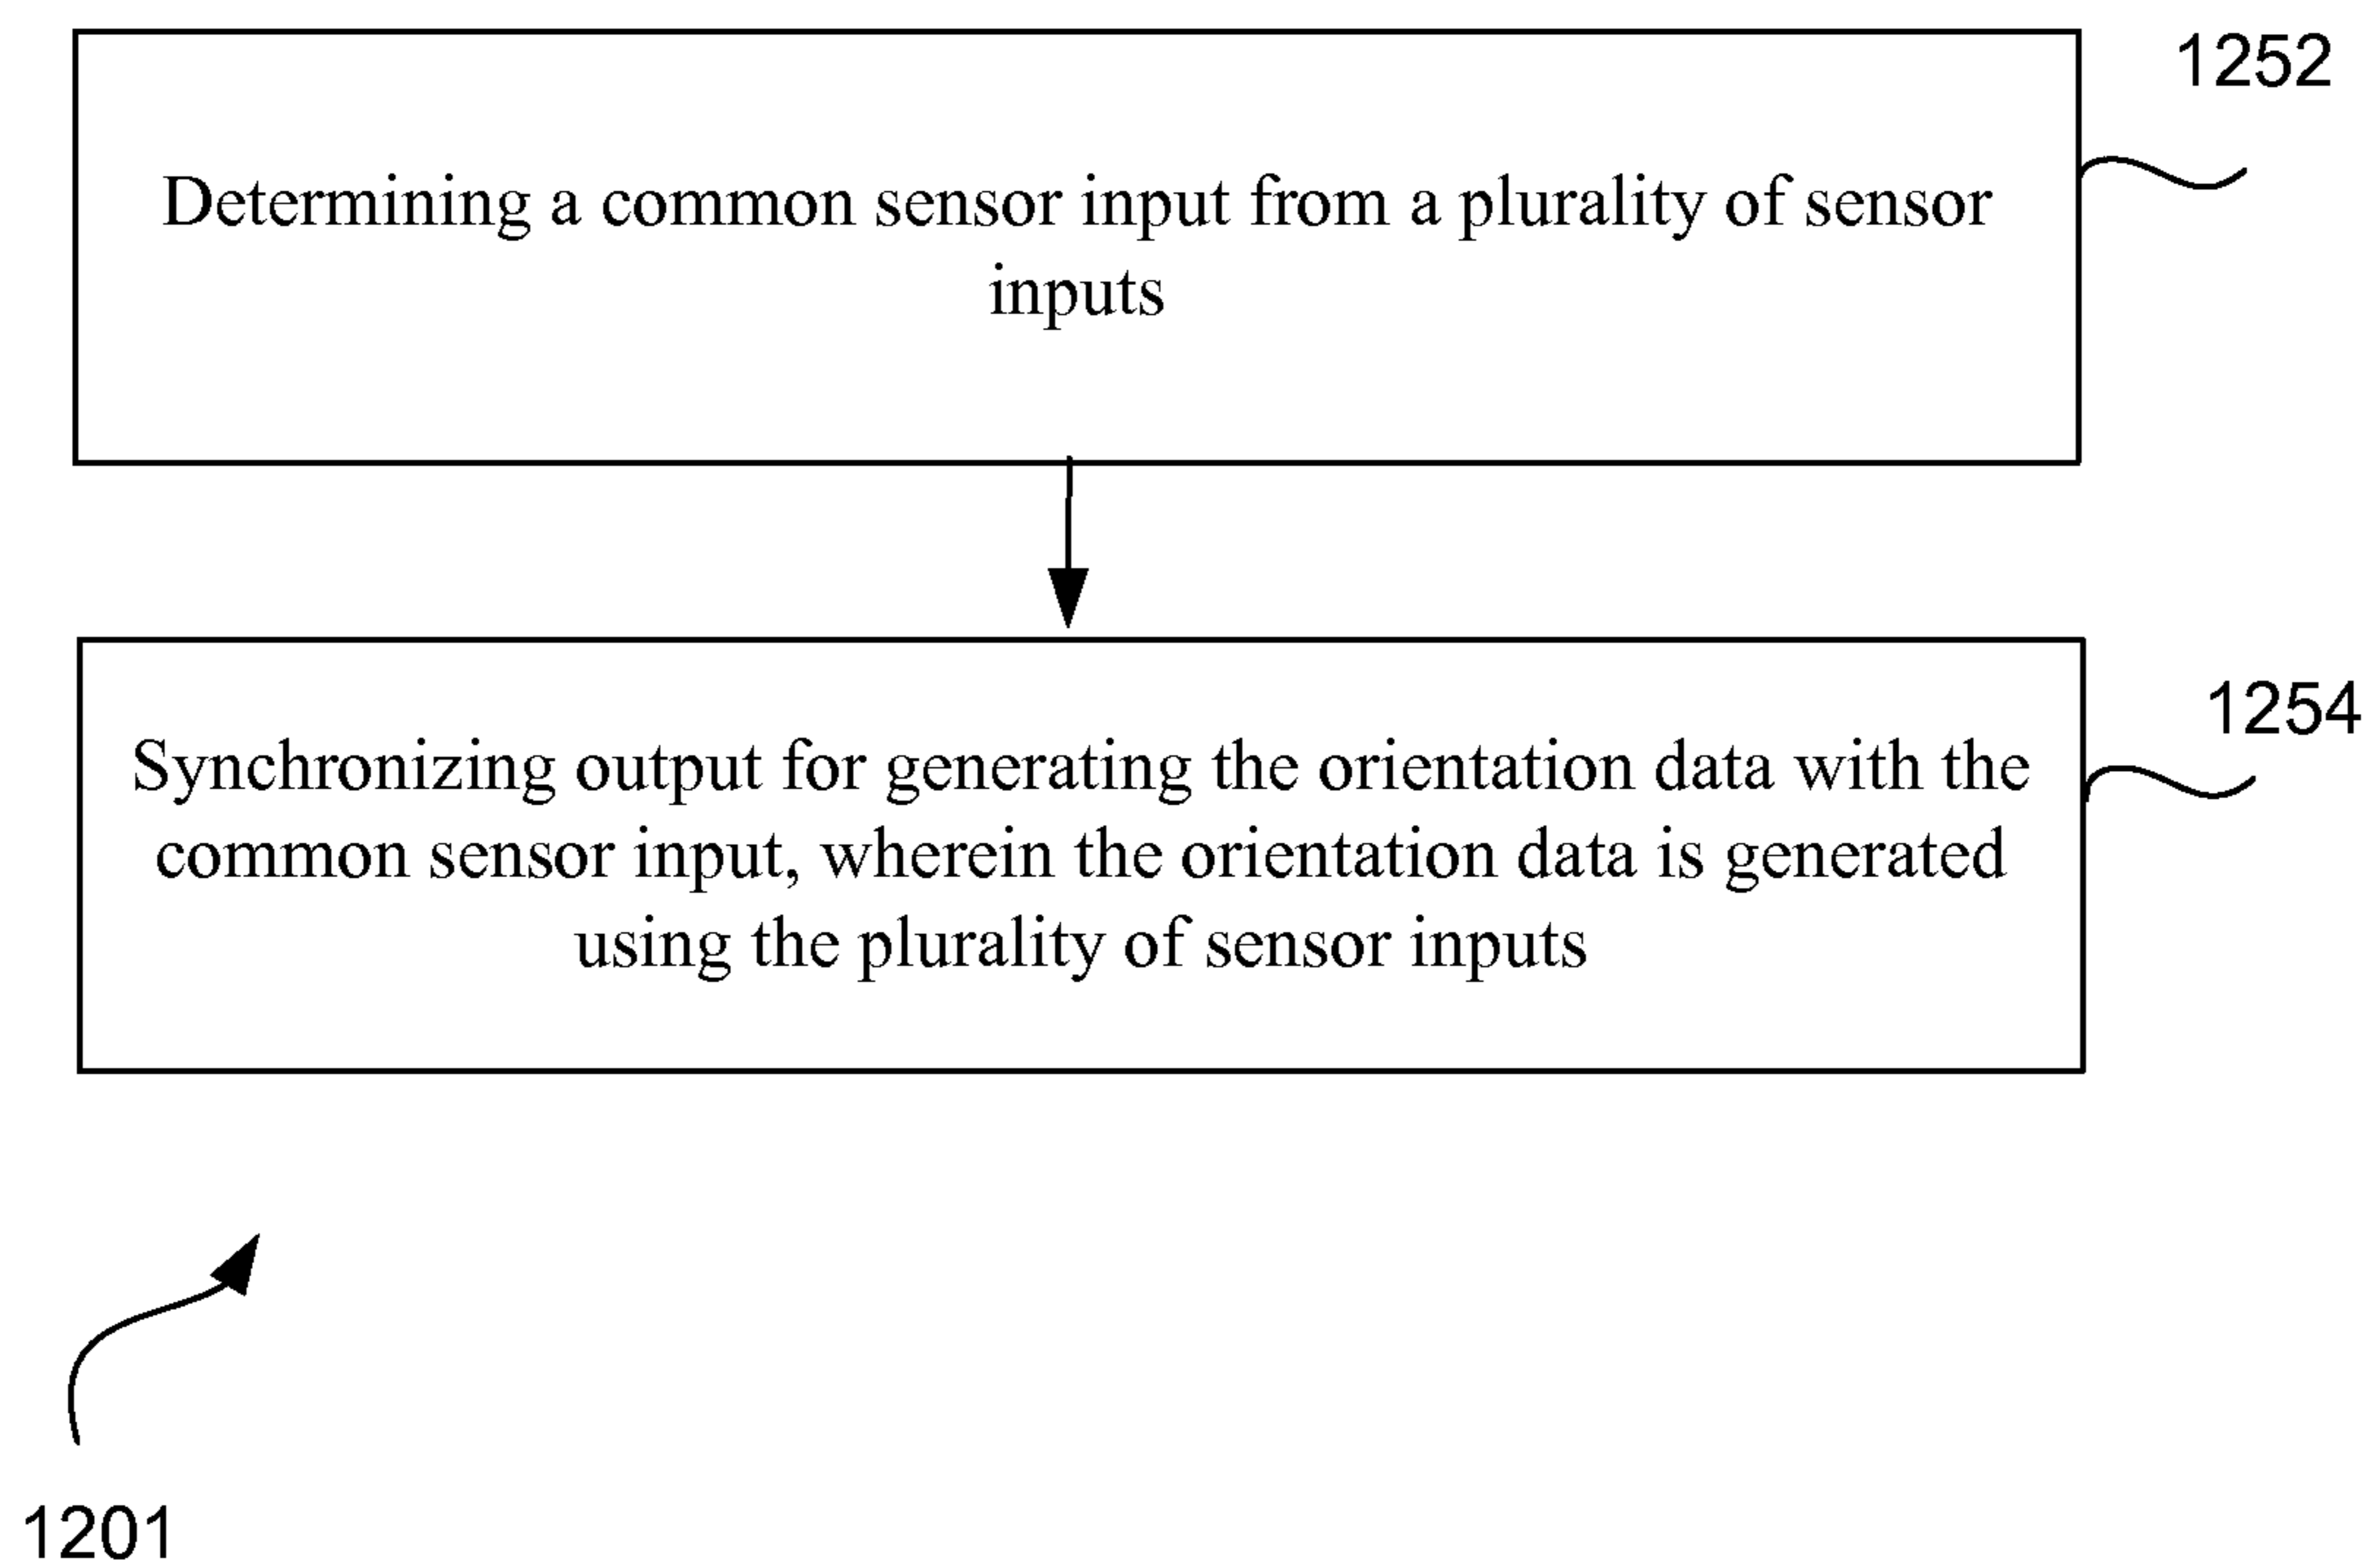 1252
Determining a common sensor input from a plurality of sensor
inputs
1254
Synchronizing output for generating the orientation data with the
common sensor input, wherein the orientation data is generated
using the plurality of sensor inputs
1201